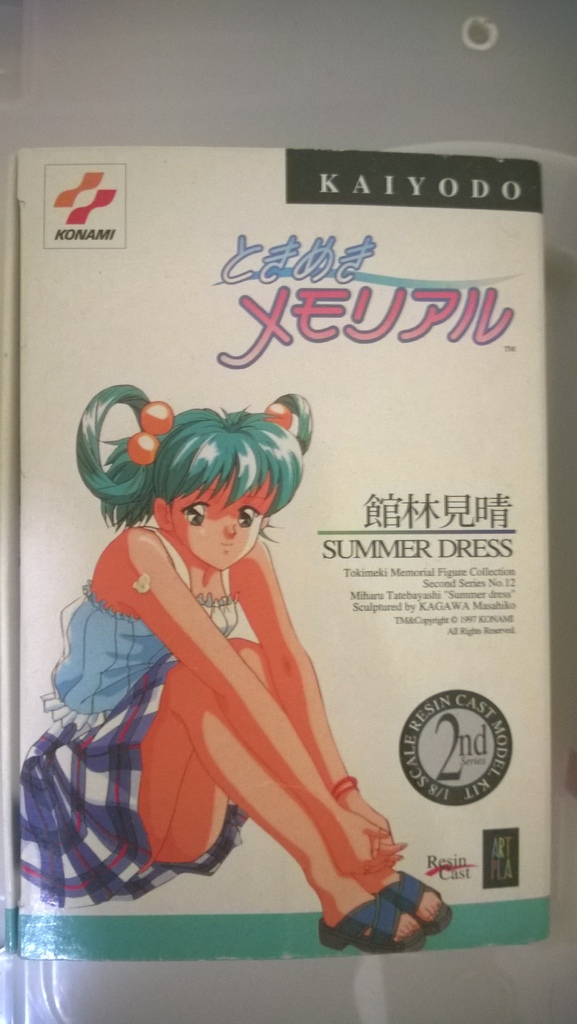 KONAMI
KAIYODO
ときめき
メモリアル
TM
館林見晴
SUMMER DRESS
Tokimeki Memorial Figure Collection
Second Series No.12
Miharu Tatebayashi "Summer dress"
Sculptured by KAGAWA Masahiko
TM&Copyright © 1997 KONAMI
All Rights Reserved.
1/8 SCALE RESIN CAST MODEL KIT
2nd
Series
Resin
Cast
ART
PLA